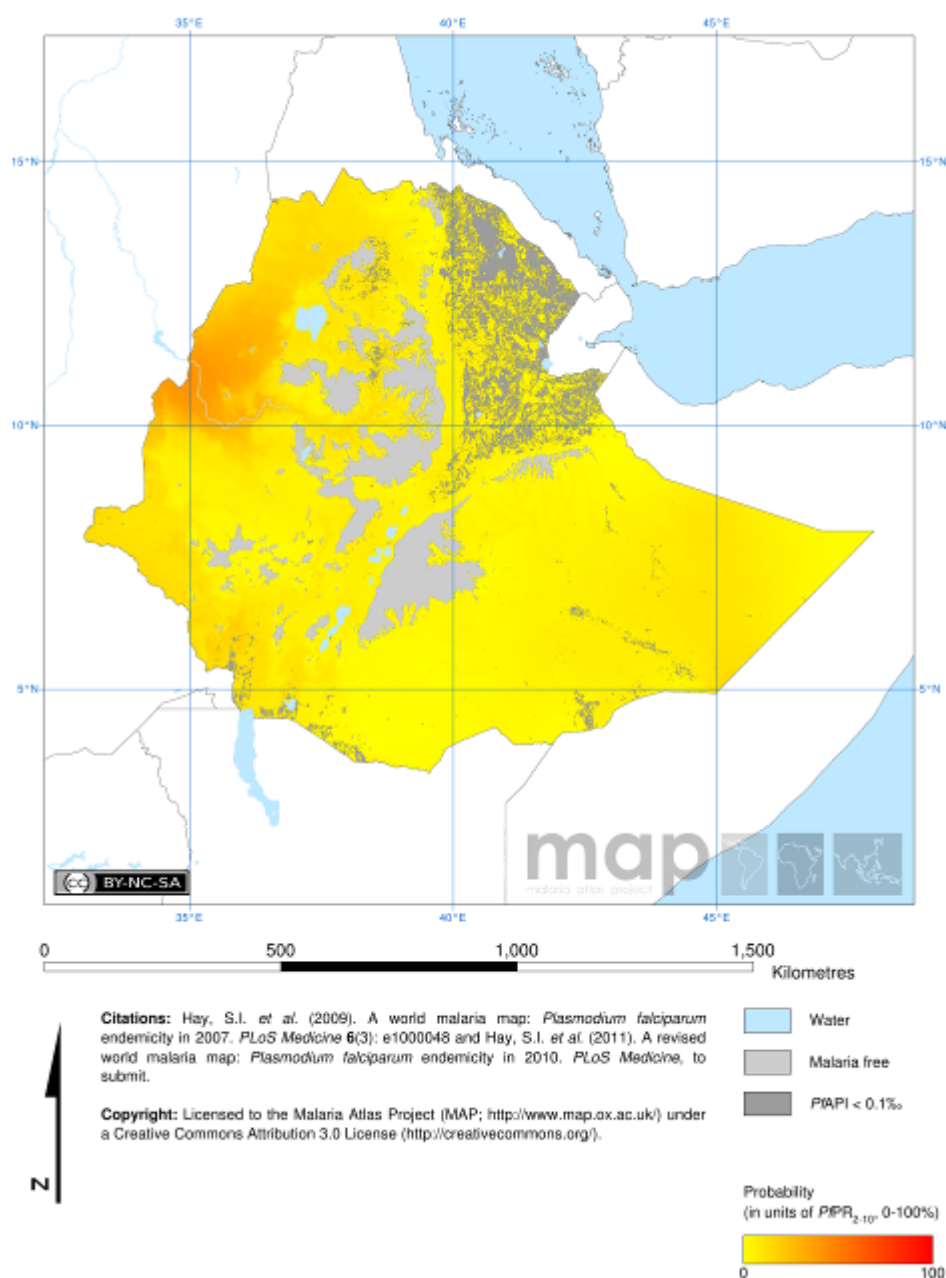 35°E 40°E 45°E
15°N 15°N
10°N 10°N
5°N 5°N
map
malaria atlas project
CC BY-NC-SA
35°E 40°E 45°E
0 500 1,000 1,500
Kilometres
Citations: Hay, S.I. et al. (2009). A world malaria map: Plasmodium falciparum
endemicity in 2007. PLoS Medicine 6(3): e1000048 and Hay, S.I. et al. (2011). A revised
world malaria map: Plasmodium falciparum endemicity in 2010. PLoS Medicine, to
submit.
Copyright: Licensed to the Malaria Atlas Project (MAP; http://www.map.ox.ac.uk/) under
a Creative Commons Attribution 3.0 License (http://creativecommons.org/).
N
Water
Malaria free
PfAPI < 0.1‰
Probability
(in units of PfPR2-10, 0-100%)
0 100